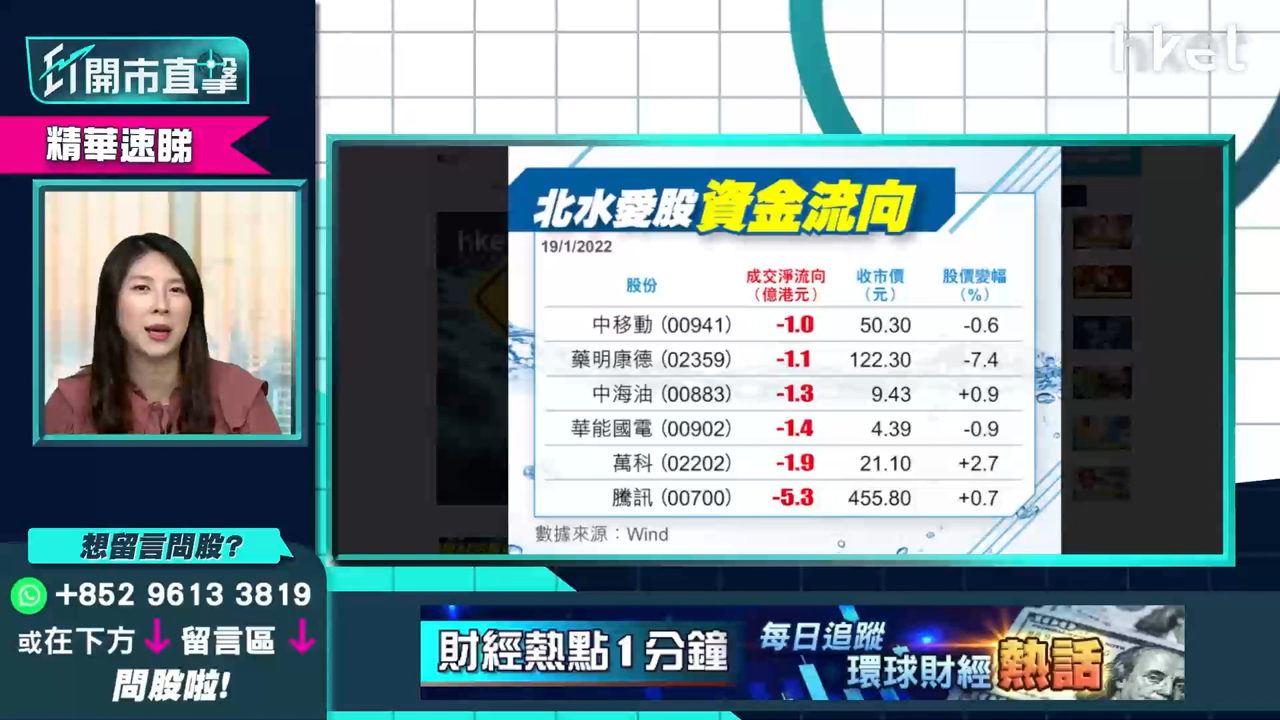 hket
開市直擊
精華速睇
北水愛股資金流向
19/1/2022
股份 成交淨流向（億港元） 收市價（元） 股價變幅（%）
中移動 (00941) -1.0 50.30 -0.6
藥明康德 (02359) -1.1 122.30 -7.4
中海油 (00883) -1.3 9.43 +0.9
華能國電 (00902) -1.4 4.39 -0.9
萬科 (02202) -1.9 21.10 +2.7
騰訊 (00700) -5.3 455.80 +0.7
數據來源：Wind
想留言問股?
+852 9613 3819
或在下方↓留言區↓
問股啦!
財經熱點1分鐘
每日追蹤
環球財經熱話